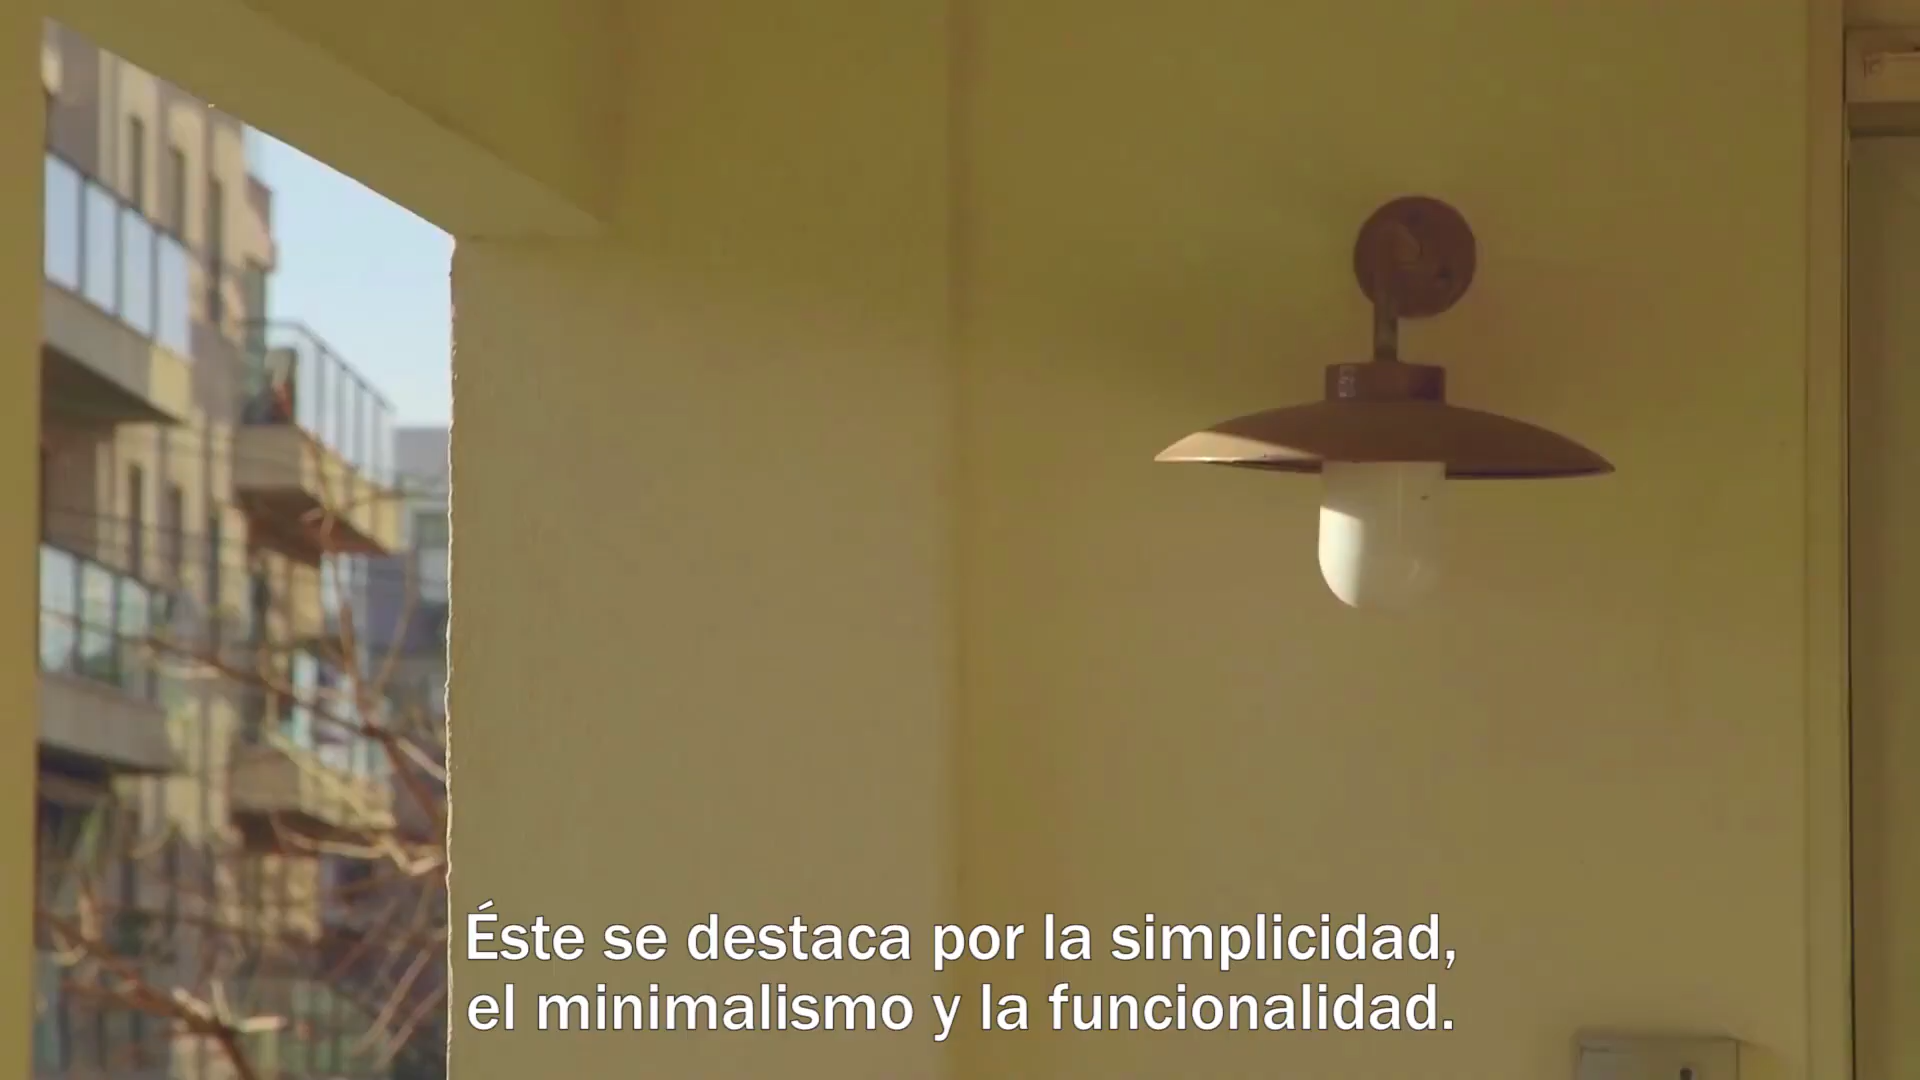 Éste se destaca por la simplicidad,
el minimalismo y la funcionalidad.